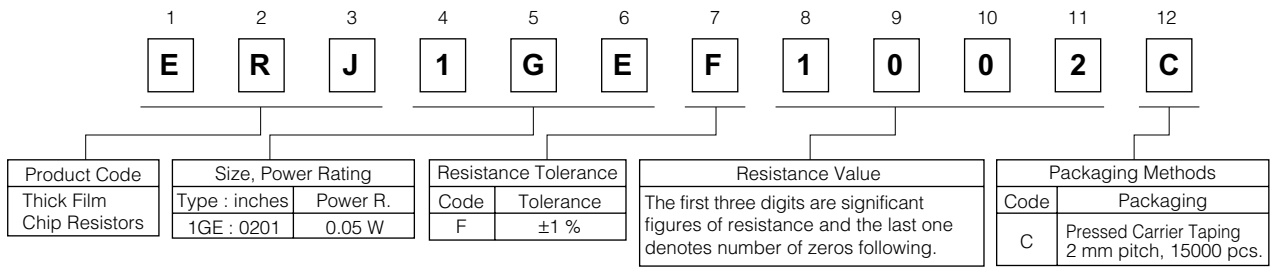 1 2 3 4 5 6 7 8 9 10 11 12
E R J 1 G E F 1 0 0 2 C
Product Code
Thick Film
Chip Resistors
Size, Power Rating
Type : inches Power R.
1GE : 0201 0.05 W
Resistance Tolerance
Code Tolerance
F ±1 %
Resistance Value
The first three digits are significant
figures of resistance and the last one
denotes number of zeros following.
Packaging Methods
Code Packaging
C Pressed Carrier Taping
2 mm pitch, 15000 pcs.